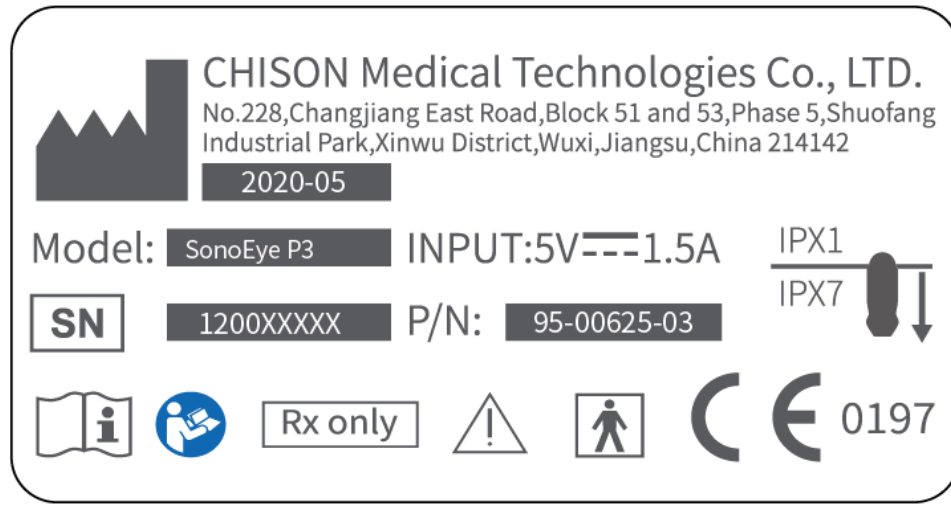 CHISON Medical Technologies Co., LTD.
No.228,Changjiang East Road,Block 51 and 53,Phase 5,Shuofang
Industrial Park,Xinwu District,Wuxi,Jiangsu,China 214142
2020-05
Model: SonoEye P3 INPUT:5V⎓1.5A IPX1
IPX7
SN 1200XXXXX P/N: 95-00625-03
i Rx only ! CE 0197